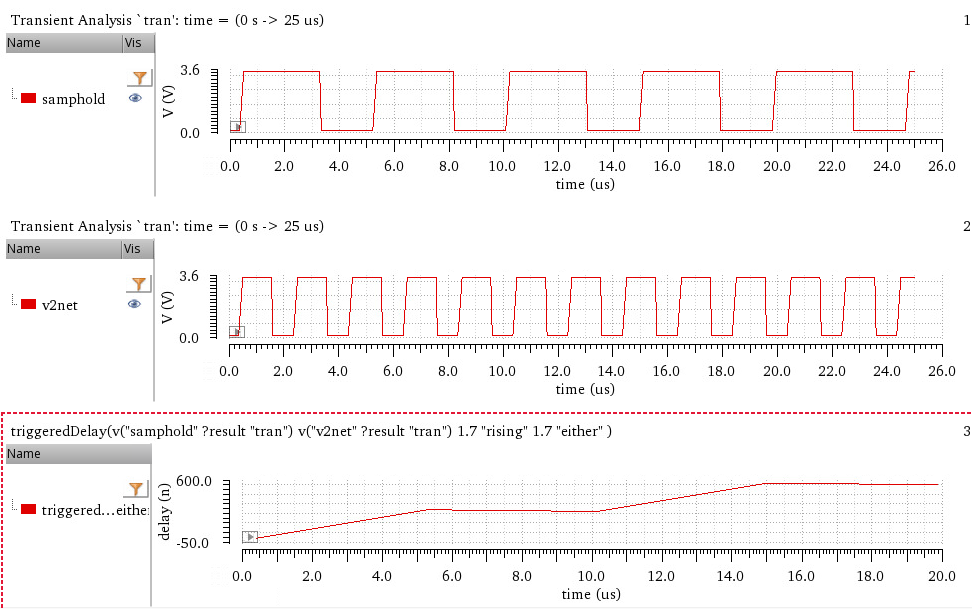 Transient Analysis `tran': time = (0 s -> 25 us) 1
Name Vis
samphold
V (V)
3.6
0.0
0.0 2.0 4.0 6.0 8.0 10.0 12.0 14.0 16.0 18.0 20.0 22.0 24.0 26.0
time (us)
Transient Analysis `tran': time = (0 s -> 25 us) 2
Name Vis
v2net
V (V)
3.6
0.0
0.0 2.0 4.0 6.0 8.0 10.0 12.0 14.0 16.0 18.0 20.0 22.0 24.0 26.0
time (us)
triggeredDelay(v("samphold" ?result "tran") v("v2net" ?result "tran") 1.7 "rising" 1.7 "either" ) 3
Name
triggered...eithe
delay (n)
600.0
-50.0
0.0 2.0 4.0 6.0 8.0 10.0 12.0 14.0 16.0 18.0 20.0
time (us)